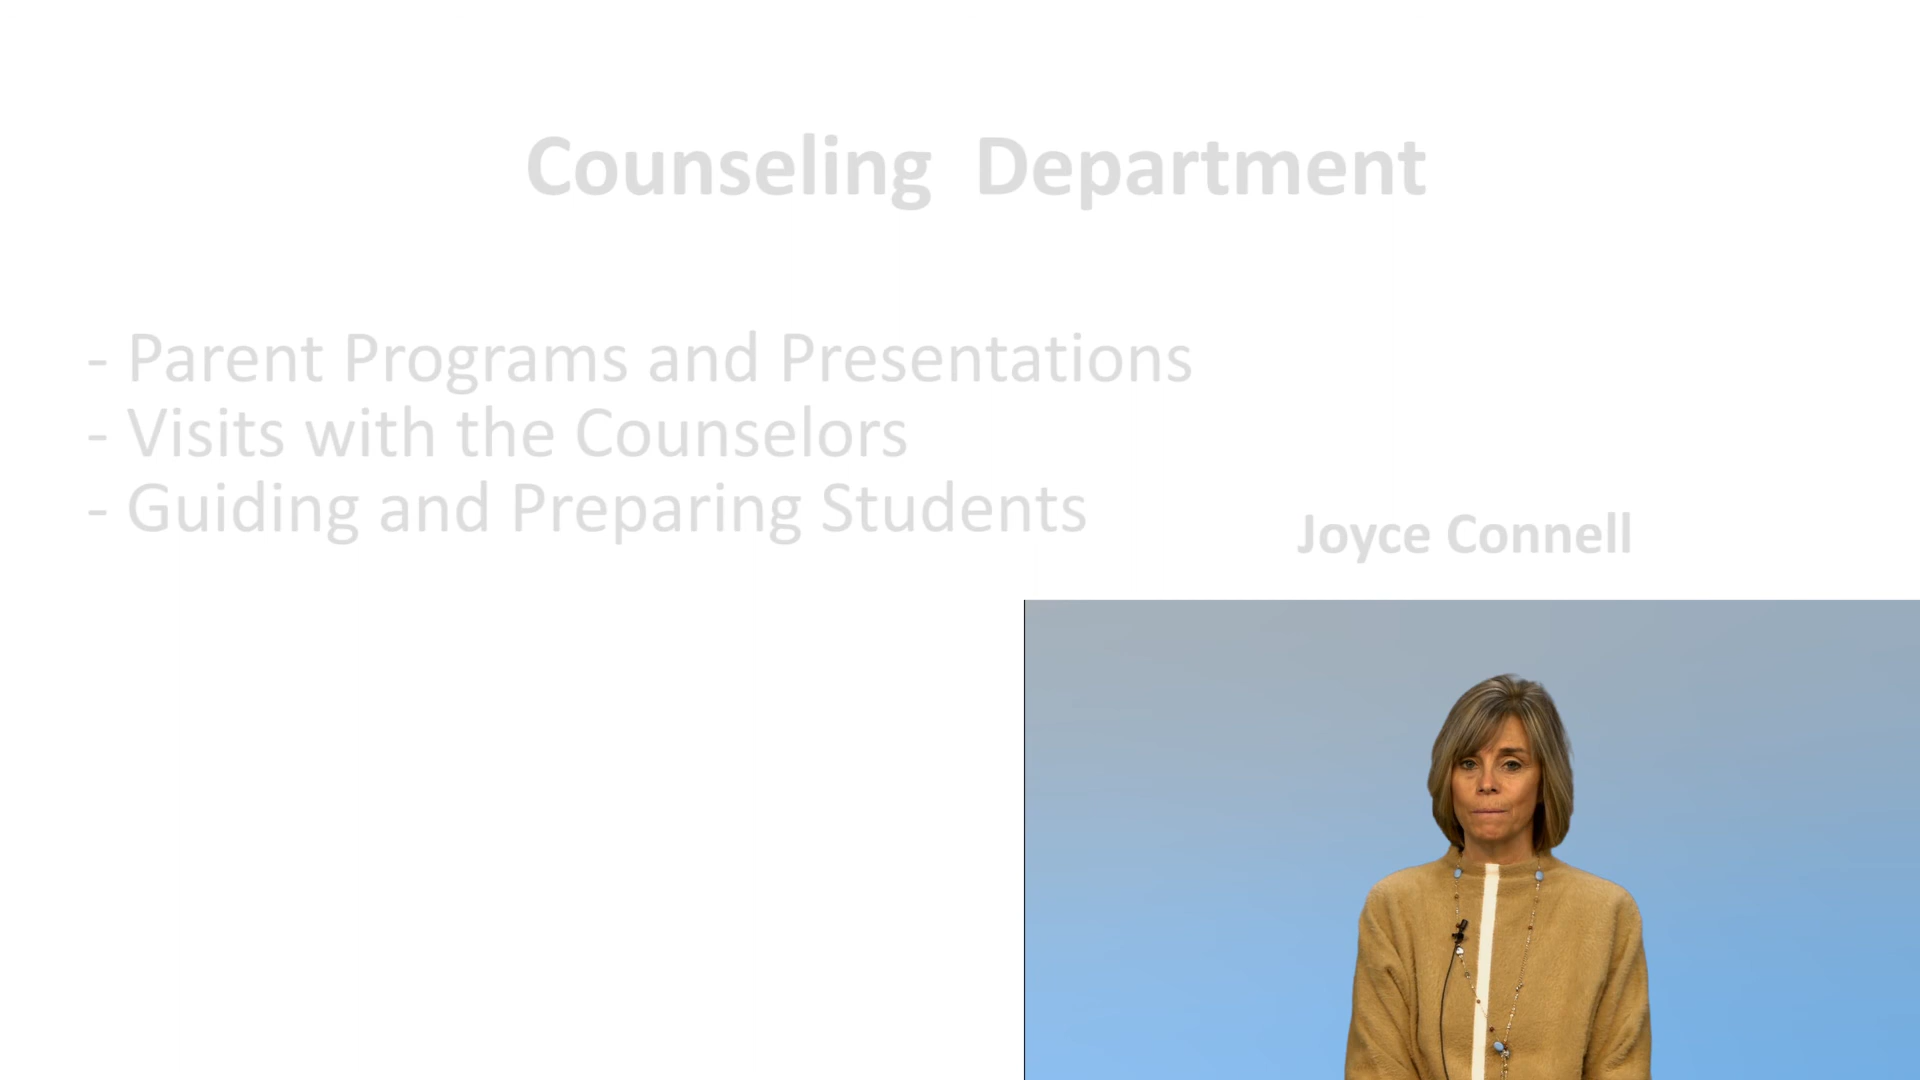 Counseling Department
- Parent Programs and Presentations
- Visits with the Counselors
- Guiding and Preparing Students
Joyce Connell